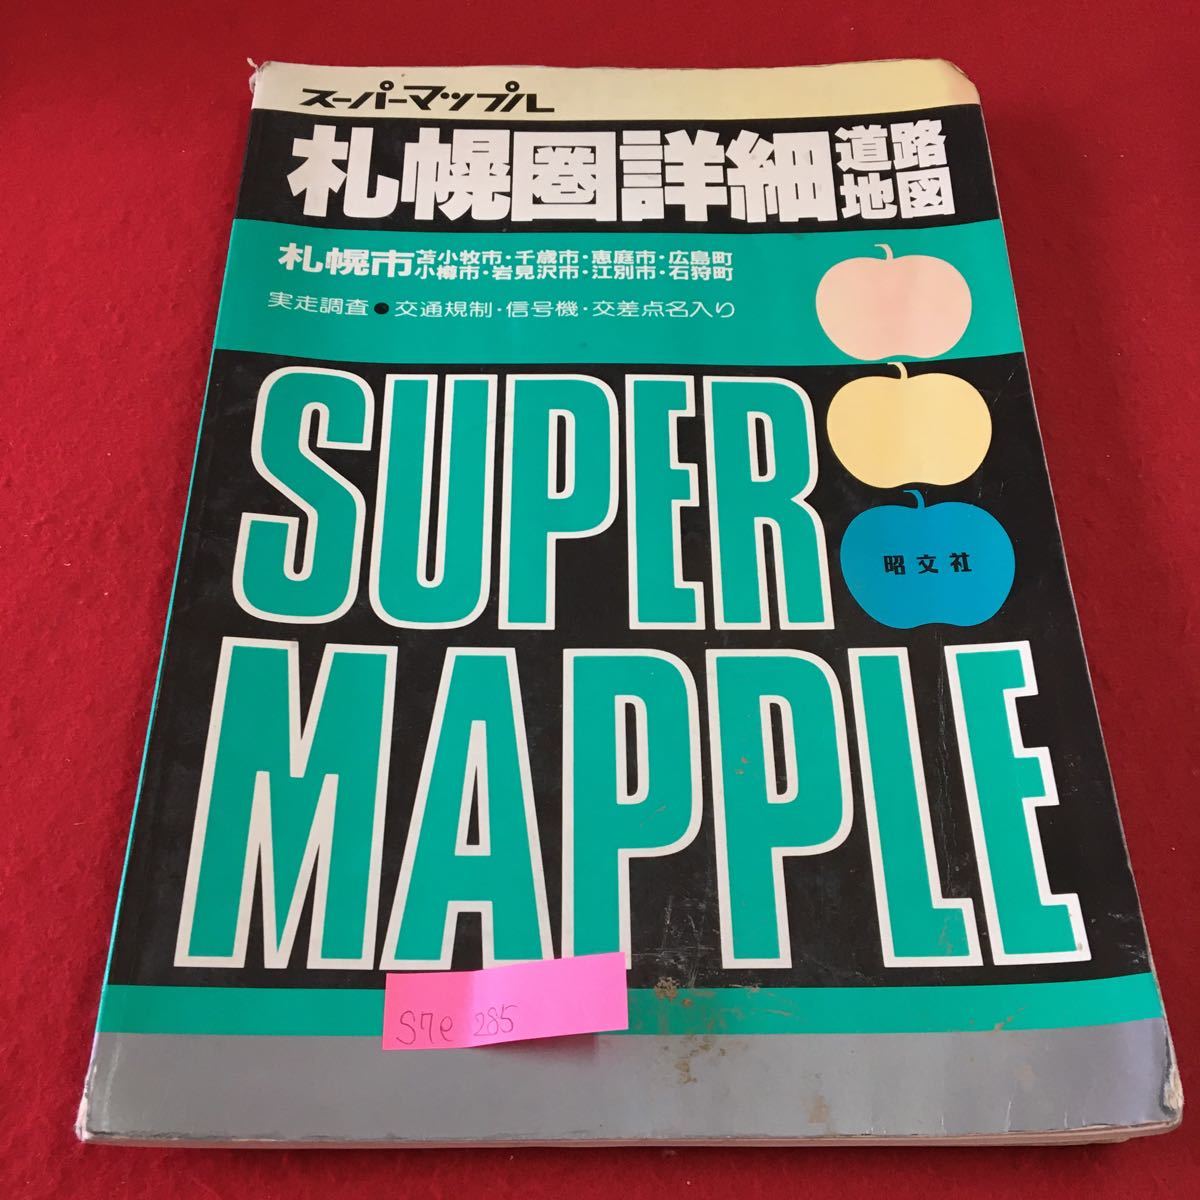 スーパーマップル
札幌圏詳細道路地図
札幌市 苫小牧市・千歳市・恵庭市・広島町
小樽市・岩見沢市・江別市・石狩町
実走調査●交通規制・信号機・交差点名入り
SUPER
昭文社
MAPPLE
S7e 285